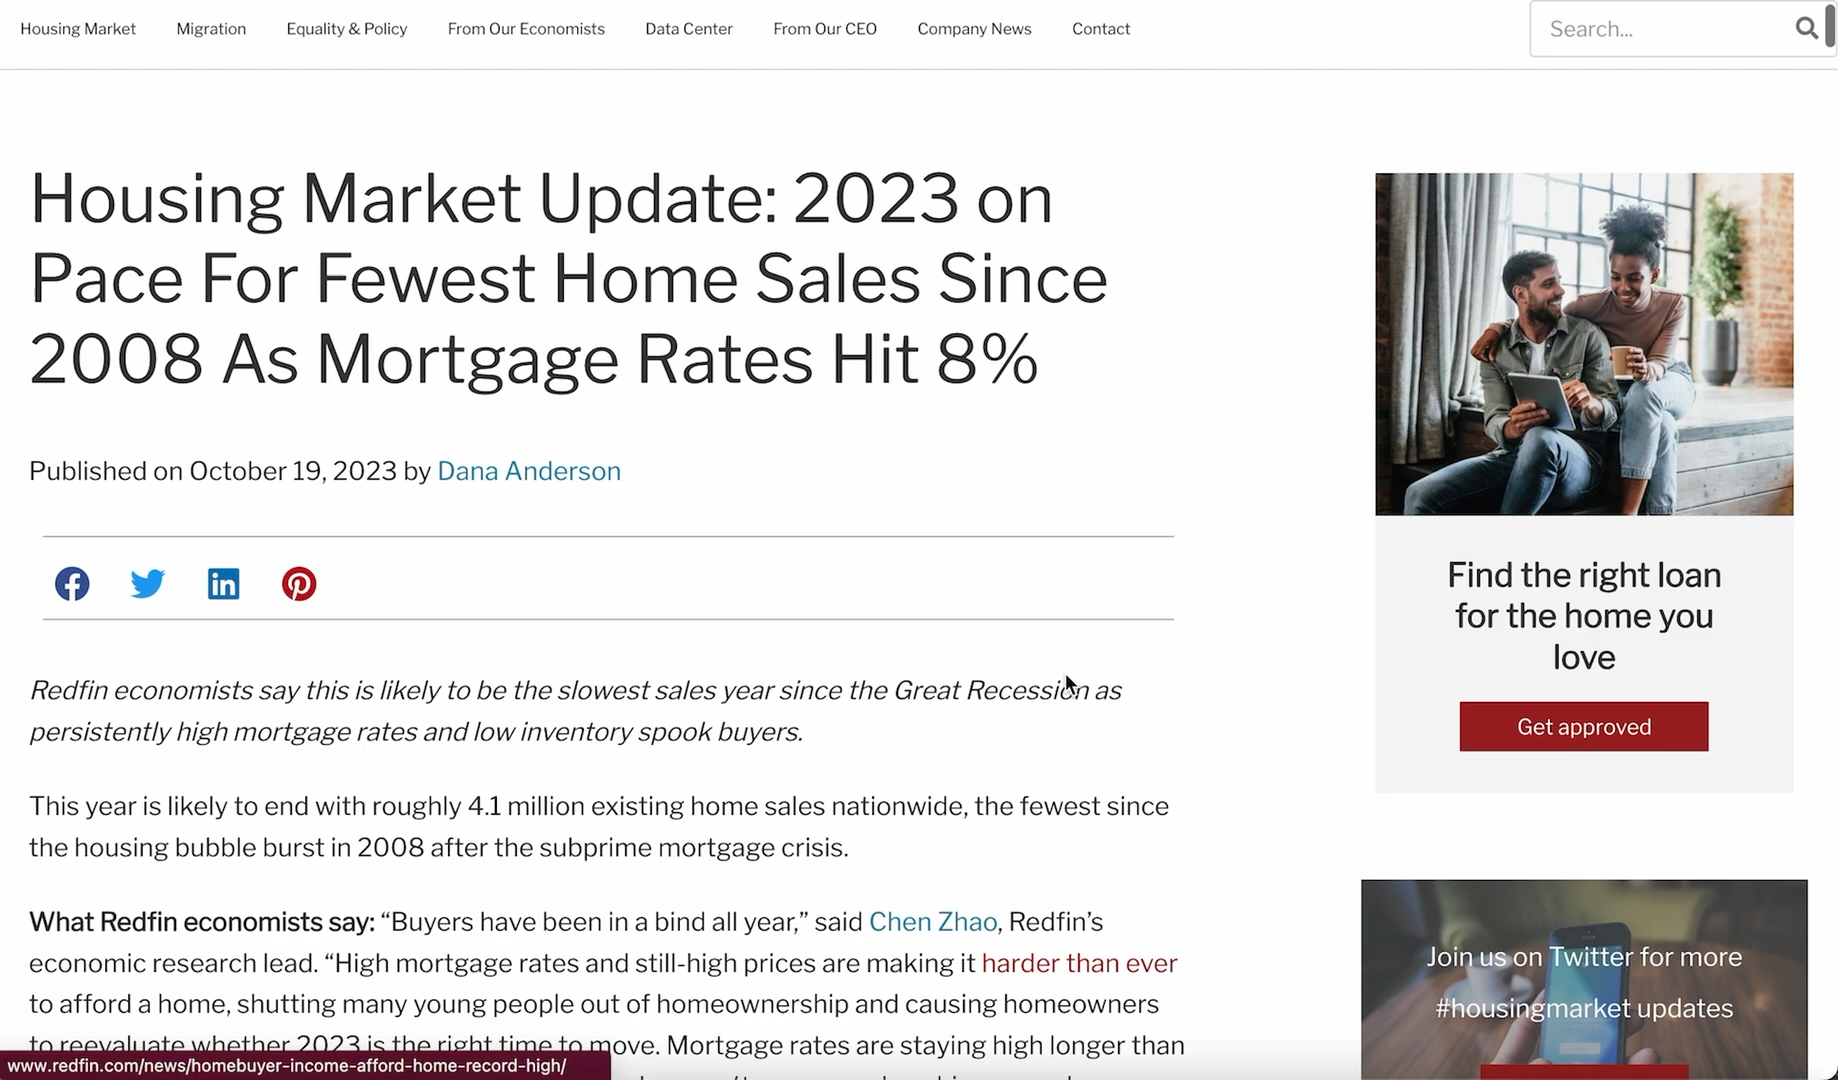 Housing Market
Migration
Equality & Policy
From Our Economists
Data Center
From Our CEO
Company News
Contact
Search...
Housing Market Update: 2023 on
Pace For Fewest Home Sales Since
2008 As Mortgage Rates Hit 8%
Published on October 19, 2023 by Dana Anderson
Redfin economists say this is likely to be the slowest sales year since the Great Recession as
persistently high mortgage rates and low inventory spook buyers.
This year is likely to end with roughly 4.1 million existing home sales nationwide, the fewest since
the housing bubble burst in 2008 after the subprime mortgage crisis.
What Redfin economists say: “Buyers have been in a bind all year,” said Chen Zhao, Redfin’s
economic research lead. “High mortgage rates and still-high prices are making it harder than ever
to afford a home, shutting many young people out of homeownership and causing homeowners
to reevaluate whether 2023 is the right time to move. Mortgage rates are staying high longer than
www.redfin.com/news/homebuyer-income-afford-home-record-high/
Find the right loan
for the home you
love
Get approved
Join us on Twitter for more
#housingmarket updates